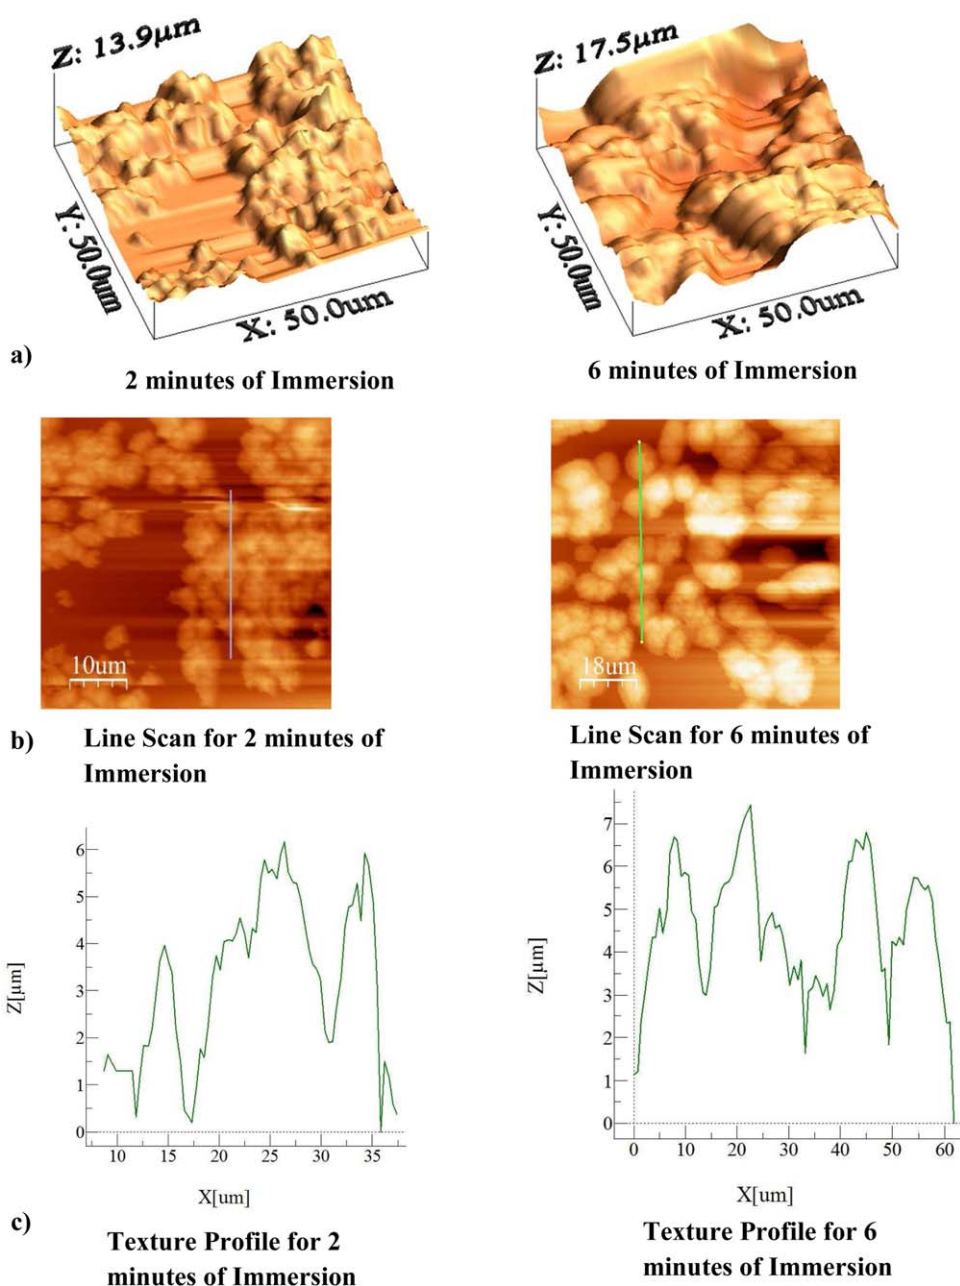 Z: 13.9µm
Y: 50.0um
X: 50.0um
Z: 17.5µm
Y: 50.0um
X: 50.0um
a)
2 minutes of Immersion
6 minutes of Immersion
10um
18um
b)
Line Scan for 2 minutes of
Immersion
Line Scan for 6 minutes of
Immersion
6
5
4
3
2
1
0
Z[µm]
10
15
20
25
30
35
X[um]
7
6
5
4
3
2
1
0
Z[µm]
0
10
20
30
40
50
60
X[um]
c)
Texture Profile for 2
minutes of Immersion
Texture Profile for 6
minutes of Immersion